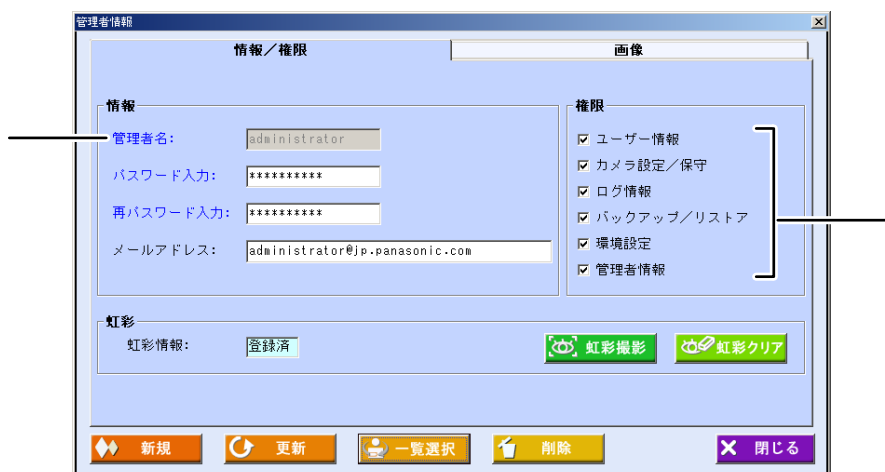 管理者情報
情報／権限
画像
情報
管理者名:
administrator
パスワード入力:
**********
再パスワード入力:
**********
メールアドレス:
administrator@jp.panasonic.com
権限
ユーザー情報
カメラ設定／保守
ログ情報
バックアップ／リストア
環境設定
管理者情報
虹彩
虹彩情報:
登録済
虹彩撮影
虹彩クリア
新規
更新
一覧選択
削除
閉じる